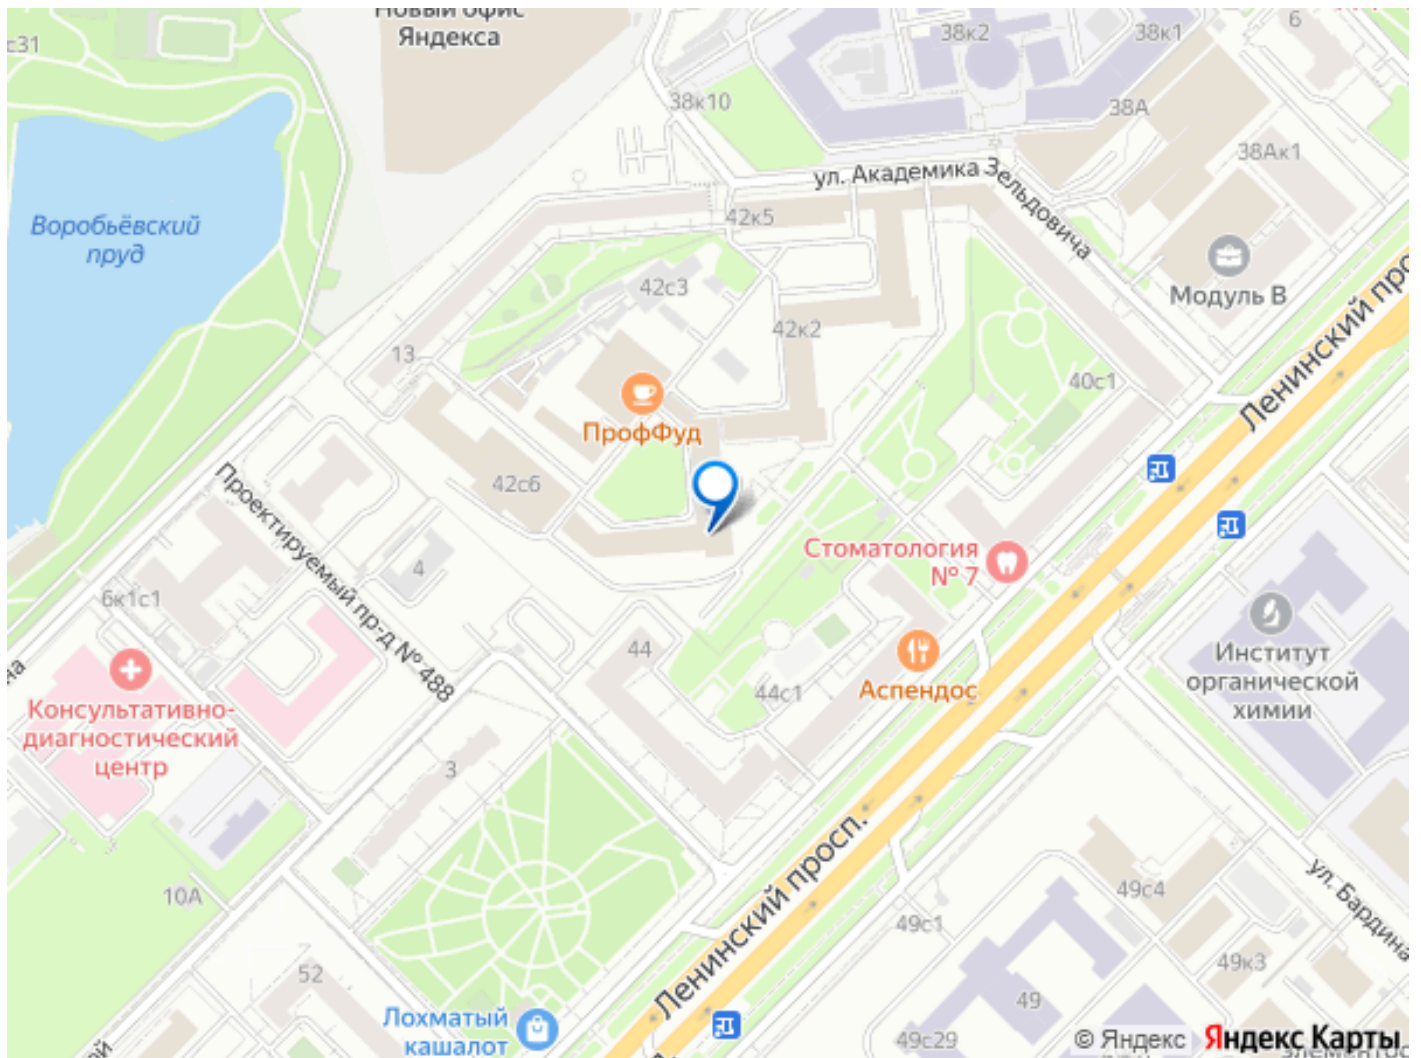 Новый офис
Яндекса
с31
38к2
38к1
6
38к10
38А
38Ак1
ул. Академика Зельдовича
Воробьёвский
пруд
42к5
42с3
Модуль В
42к2
13
40с1
Ленинский прос
ПрофФуд
42с6
Проектируемый пр-д № 488
Стоматология
№ 7
4
6к1с1
44
Институт
органической
химии
Аспендос
44с1
на
Консультативно-
диагностический
центр
3
Ленинский просп.
10А
49с4
ул. Бардина
49с1
49к3
52
49
Лохматый
кашалот
49с29
ой
© Яндекс
Яндекс Карты